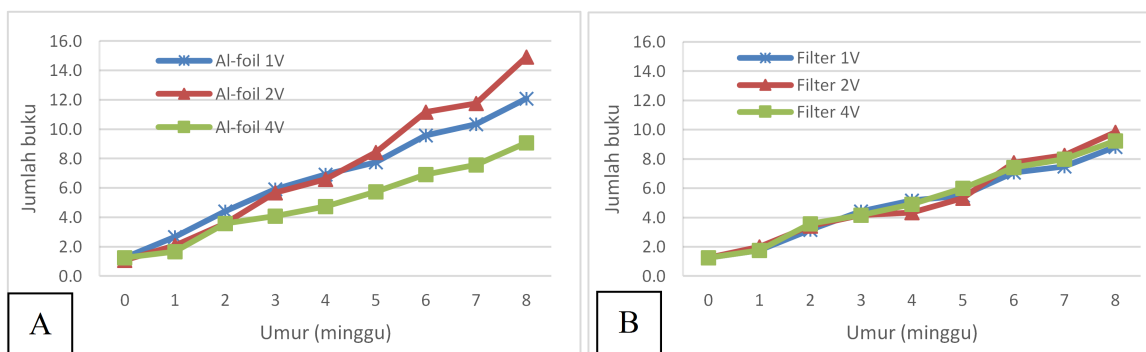 16.0
14.0
12.0
10.0
8.0
6.0
4.0
2.0
0.0
Jumlah buku
Al-foil 1V
Al-foil 2V
Al-foil 4V
0 1 2 3 4 5 6 7 8
Umur (minggu)
A
16.0
14.0
12.0
10.0
8.0
6.0
4.0
2.0
0.0
Jumlah buku
Filter 1V
Filter 2V
Filter 4V
0 1 2 3 4 5 6 7 8
Umur (minggu)
B